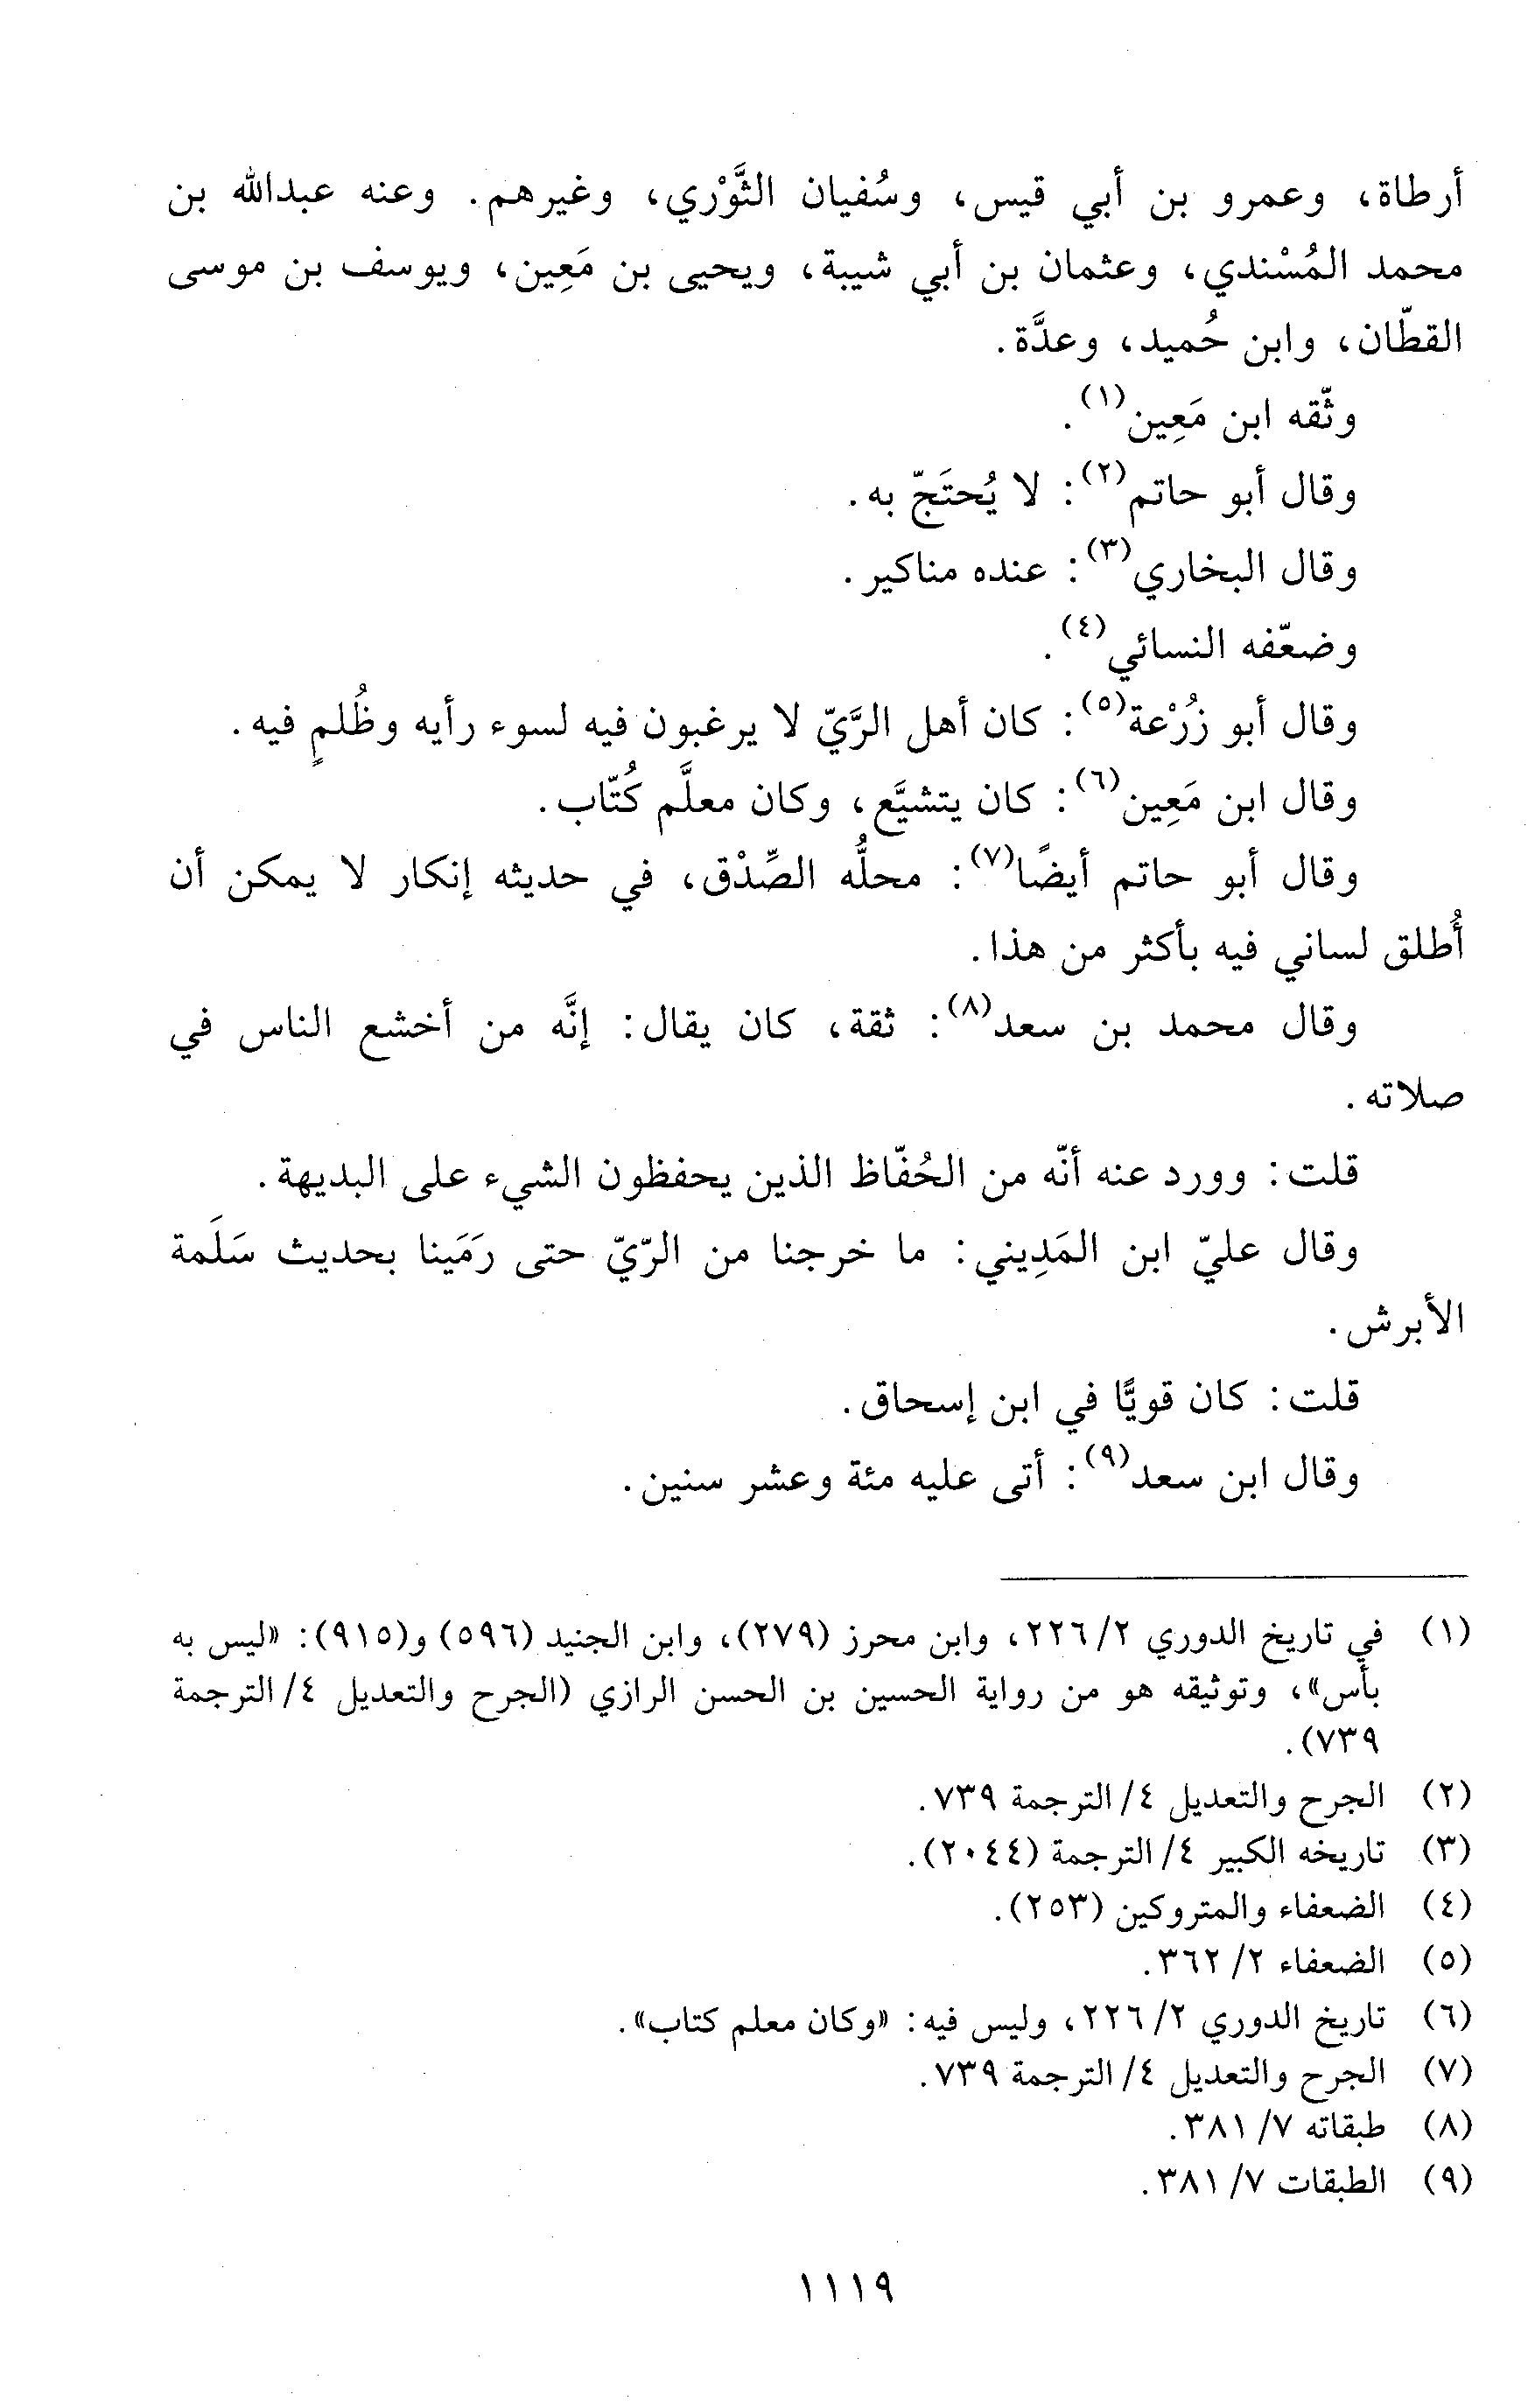 أرطاة، وعمرو بن أبي قيس، وسُفيان الثَّوْري، وغيرهم. وعنه عبدالله بن
محمد المُسْندي، وعثمان بن أبي شيبة، ويحيى بن مَعِين، ويوسف بن موسى
القطّان، وابن حُميد، وعدَّة.
وثّقه ابن مَعِين(١).
وقال أبو حاتم(٢): لا يُحتَجّ به.
وقال البخاري(٣): عنده مناكير.
وضعّفه النسائي(٤).
وقال أبو زُرْعة(٥): كان أهل الرَّيّ لا يرغبون فيه لسوء رأيه وظُلمٍ فيه.
وقال ابن مَعِين(٦): كان يتشيَّع، وكان معلَّم كُتّاب.
وقال أبو حاتم أيضًا(٧): محلُّه الصِّدْق، في حديثه إنكار لا يمكن أن
أُطلق لساني فيه بأكثر من هذا.
وقال محمد بن سعد(٨): ثقة، كان يقال: إنَّه من أخشع الناس في
صلاته.
قلت: وورد عنه أنّه من الحُفّاظ الذين يحفظون الشيء على البديهة.
وقال عليّ ابن المَدِيني: ما خرجنا من الرّيّ حتى رَمَينا بحديث سَلَمة
الأبرش.
قلت: كان قويًّا في ابن إسحاق.
وقال ابن سعد(٩): أتى عليه مئة وعشر سنين.
(١) في تاريخ الدوري ٢/ ٢٢٦، وابن محرز (٢٧٩)، وابن الجنيد (٥٩٦) و(٩١٥): «ليس به
بأس»، وتوثيقه هو من رواية الحسين بن الحسن الرازي (الجرح والتعديل ٤/ الترجمة
٧٣٩).
(٢) الجرح والتعديل ٤/ الترجمة ٧٣٩.
(٣) تاريخه الكبير ٤/ الترجمة (٢٠٤٤).
(٤) الضعفاء والمتروكين (٢٥٣).
(٥) الضعفاء ٢/ ٣٦٢.
(٦) تاريخ الدوري ٢/ ٢٢٦، وليس فيه: «وكان معلم كتاب».
(٧) الجرح والتعديل ٤/ الترجمة ٧٣٩.
(٨) طبقاته ٧/ ٣٨١.
(٩) الطبقات ٧/ ٣٨١.
١١١٩